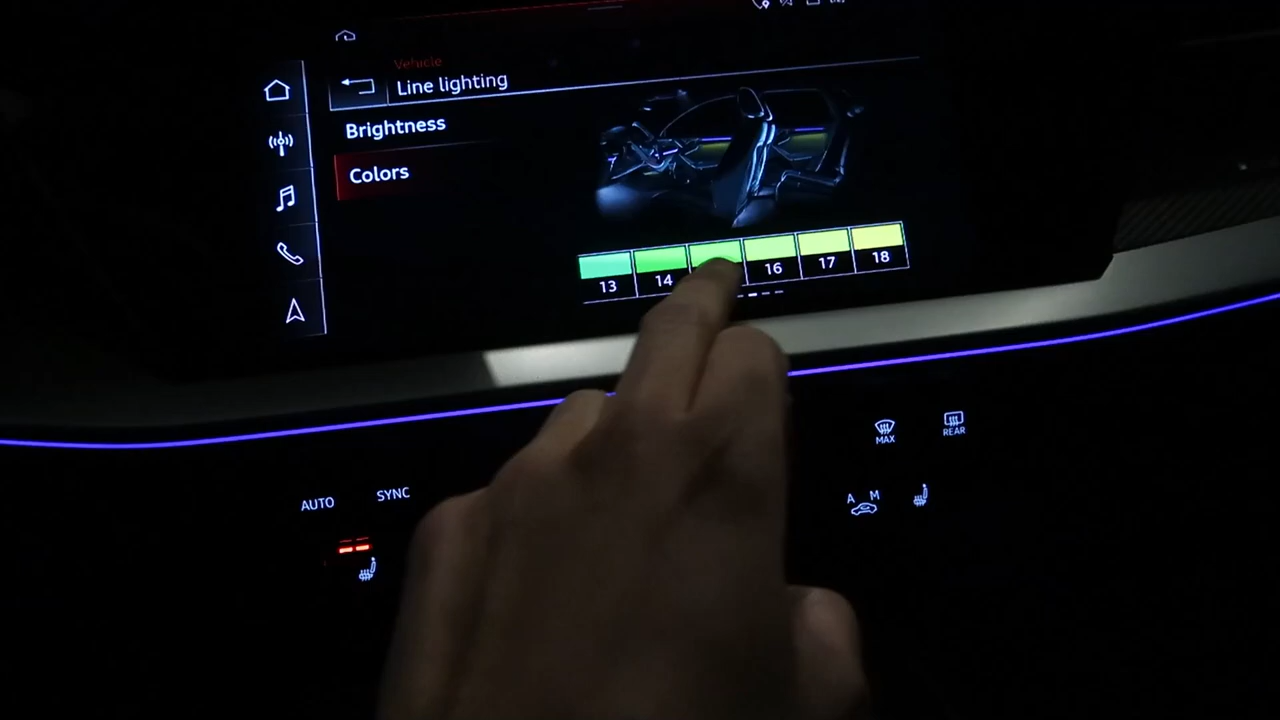 Vehicle
Line lighting
Brightness
Colors
13 14 16 17 18
MAX REAR
AUTO SYNC
A M